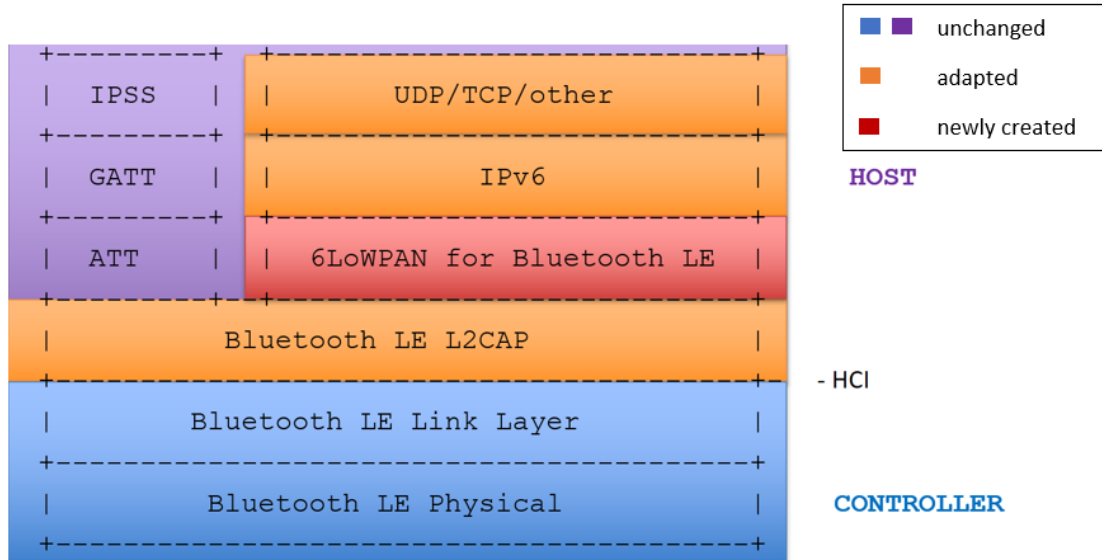 unchanged
adapted
newly created
+---------+ +----------------------------+
| IPSS | | UDP/TCP/other |
+---------+ +----------------------------+
| GATT | | IPv6 |
HOST
+---------+ +----------------------------+
| ATT | | 6LoWPAN for Bluetooth LE |
+---------+--+----------------------------+
| Bluetooth LE L2CAP |
+-----------------------------------------+- - HCI
| Bluetooth LE Link Layer |
+-----------------------------------------+
| Bluetooth LE Physical |
CONTROLLER
+-----------------------------------------+